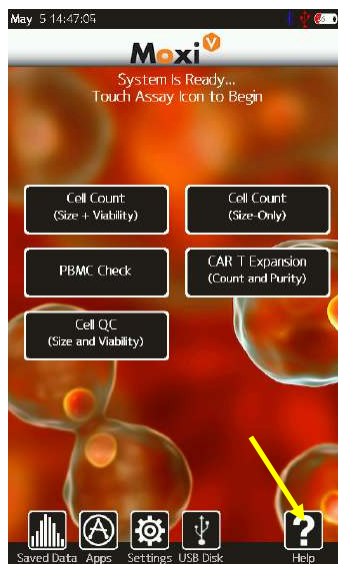 May 5 14:47:05
Moxi V
System Is Ready...
Touch Assay Icon to Begin
Cell Count
(Size + Viability)
Cell Count
(Size-Only)
PBMC Check
CAR T Expansion
(Count and Purity)
Cell QC
(Size and Viability)
?
Saved Data Apps Settings USB Disk Help